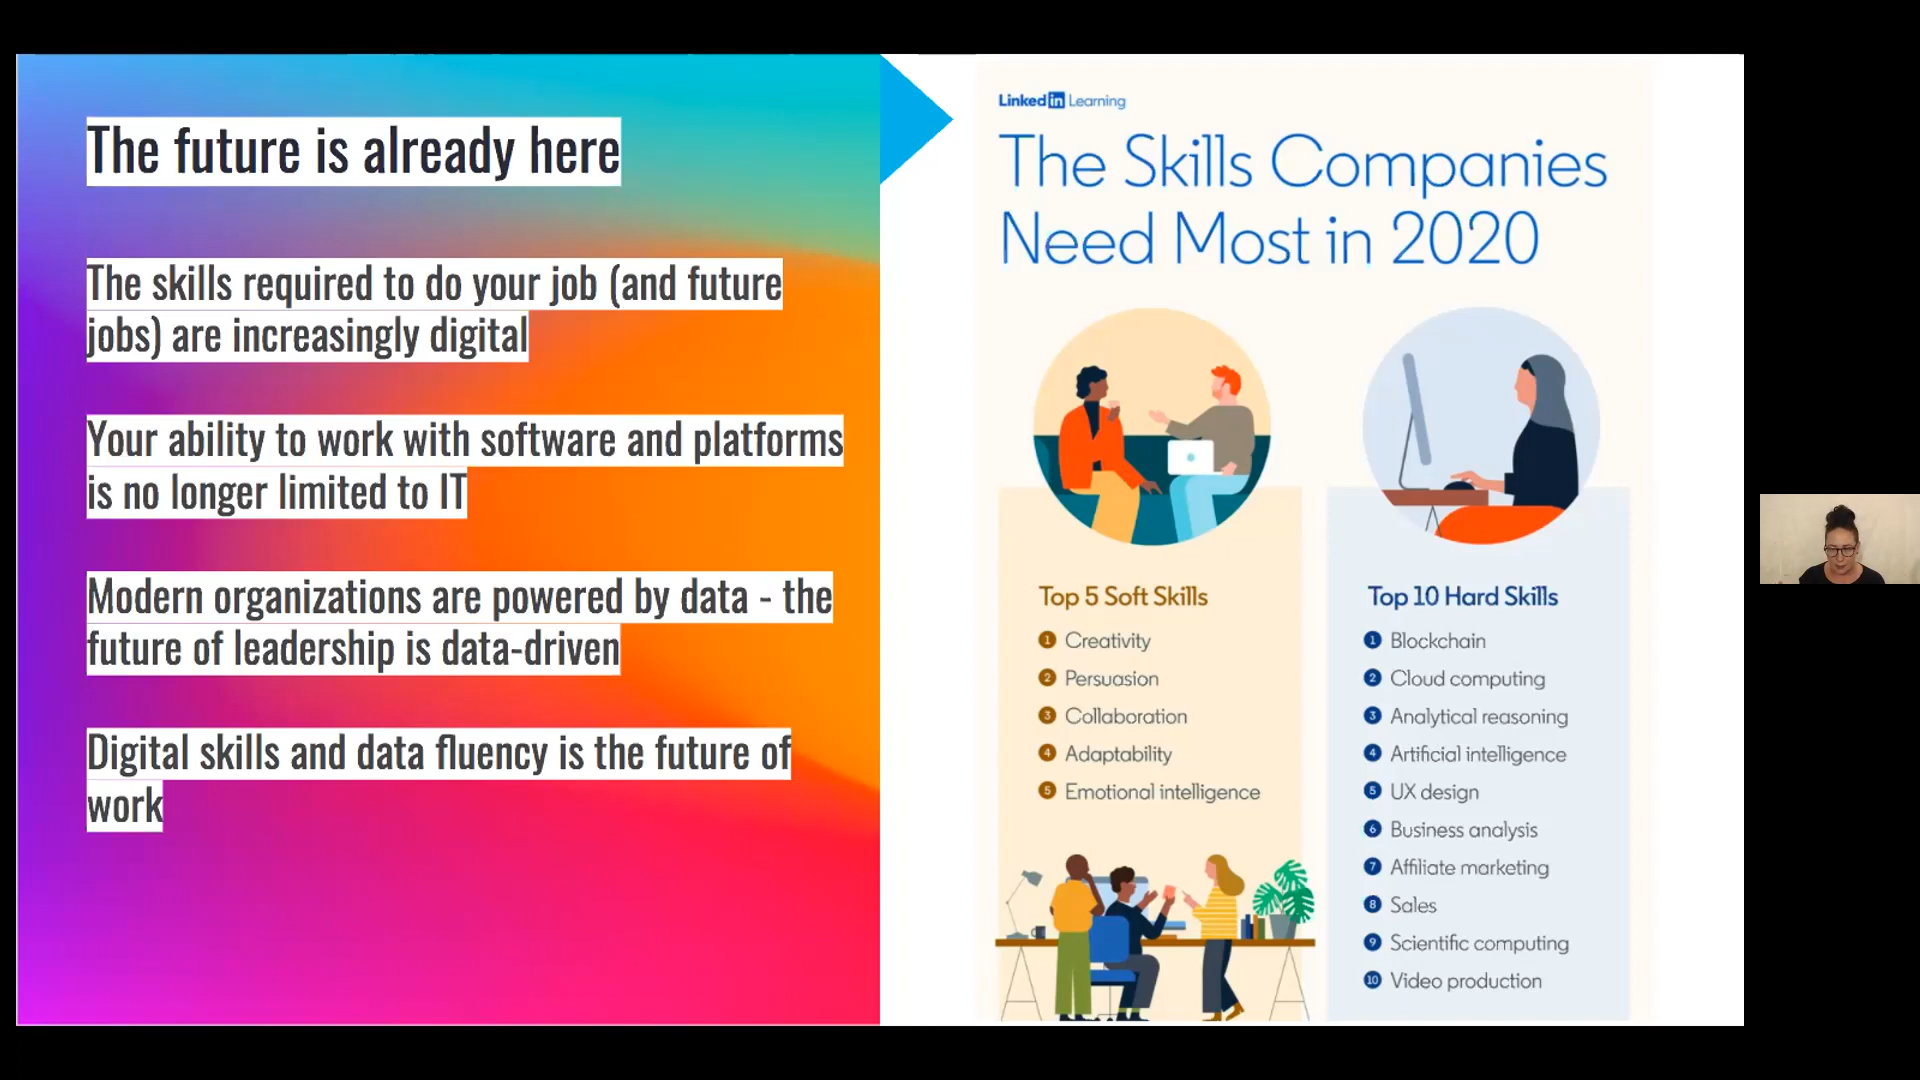 The future is already here
The skills required to do your job (and future
jobs) are increasingly digital
Your ability to work with software and platforms
is no longer limited to IT
Modern organizations are powered by data - the
future of leadership is data-driven
Digital skills and data fluency is the future of
work
Linked in Learning
The Skills Companies
Need Most in 2020
Top 5 Soft Skills
1 Creativity
2 Persuasion
3 Collaboration
4 Adaptability
5 Emotional intelligence
Top 10 Hard Skills
1 Blockchain
2 Cloud computing
3 Analytical reasoning
4 Artificial intelligence
5 UX design
6 Business analysis
7 Affiliate marketing
8 Sales
9 Scientific computing
10 Video production